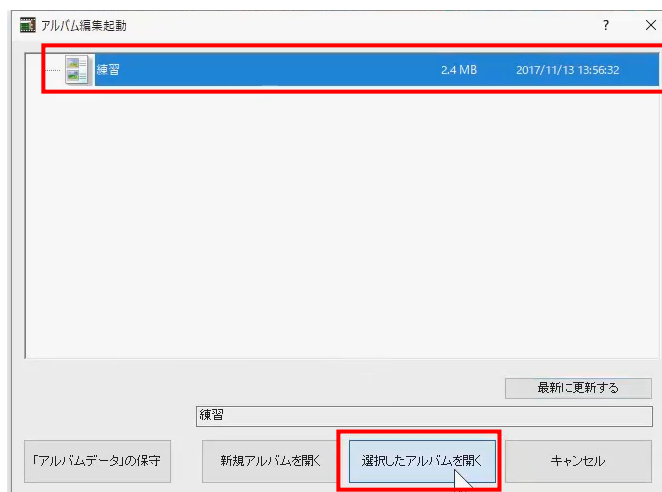 アルバム編集起動 ?
練習 2.4 MB 2017/11/13 13:56:32
最新に更新する
練習
「アルバムデータ」の保守 新規アルバムを開く 選択したアルバムを開く キャンセル